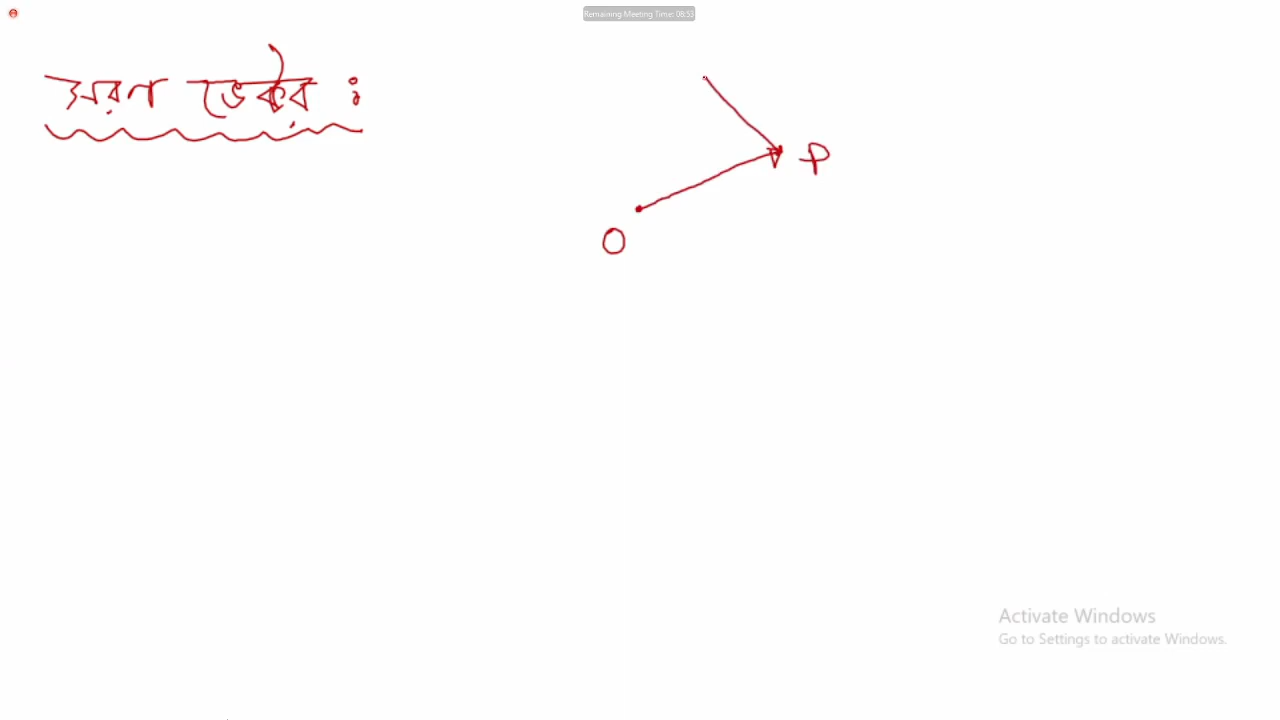 Remaining Meeting Time: 08:53
সরণ ভেক্টর :
P
O
Activate Windows
Go to Settings to activate Windows.